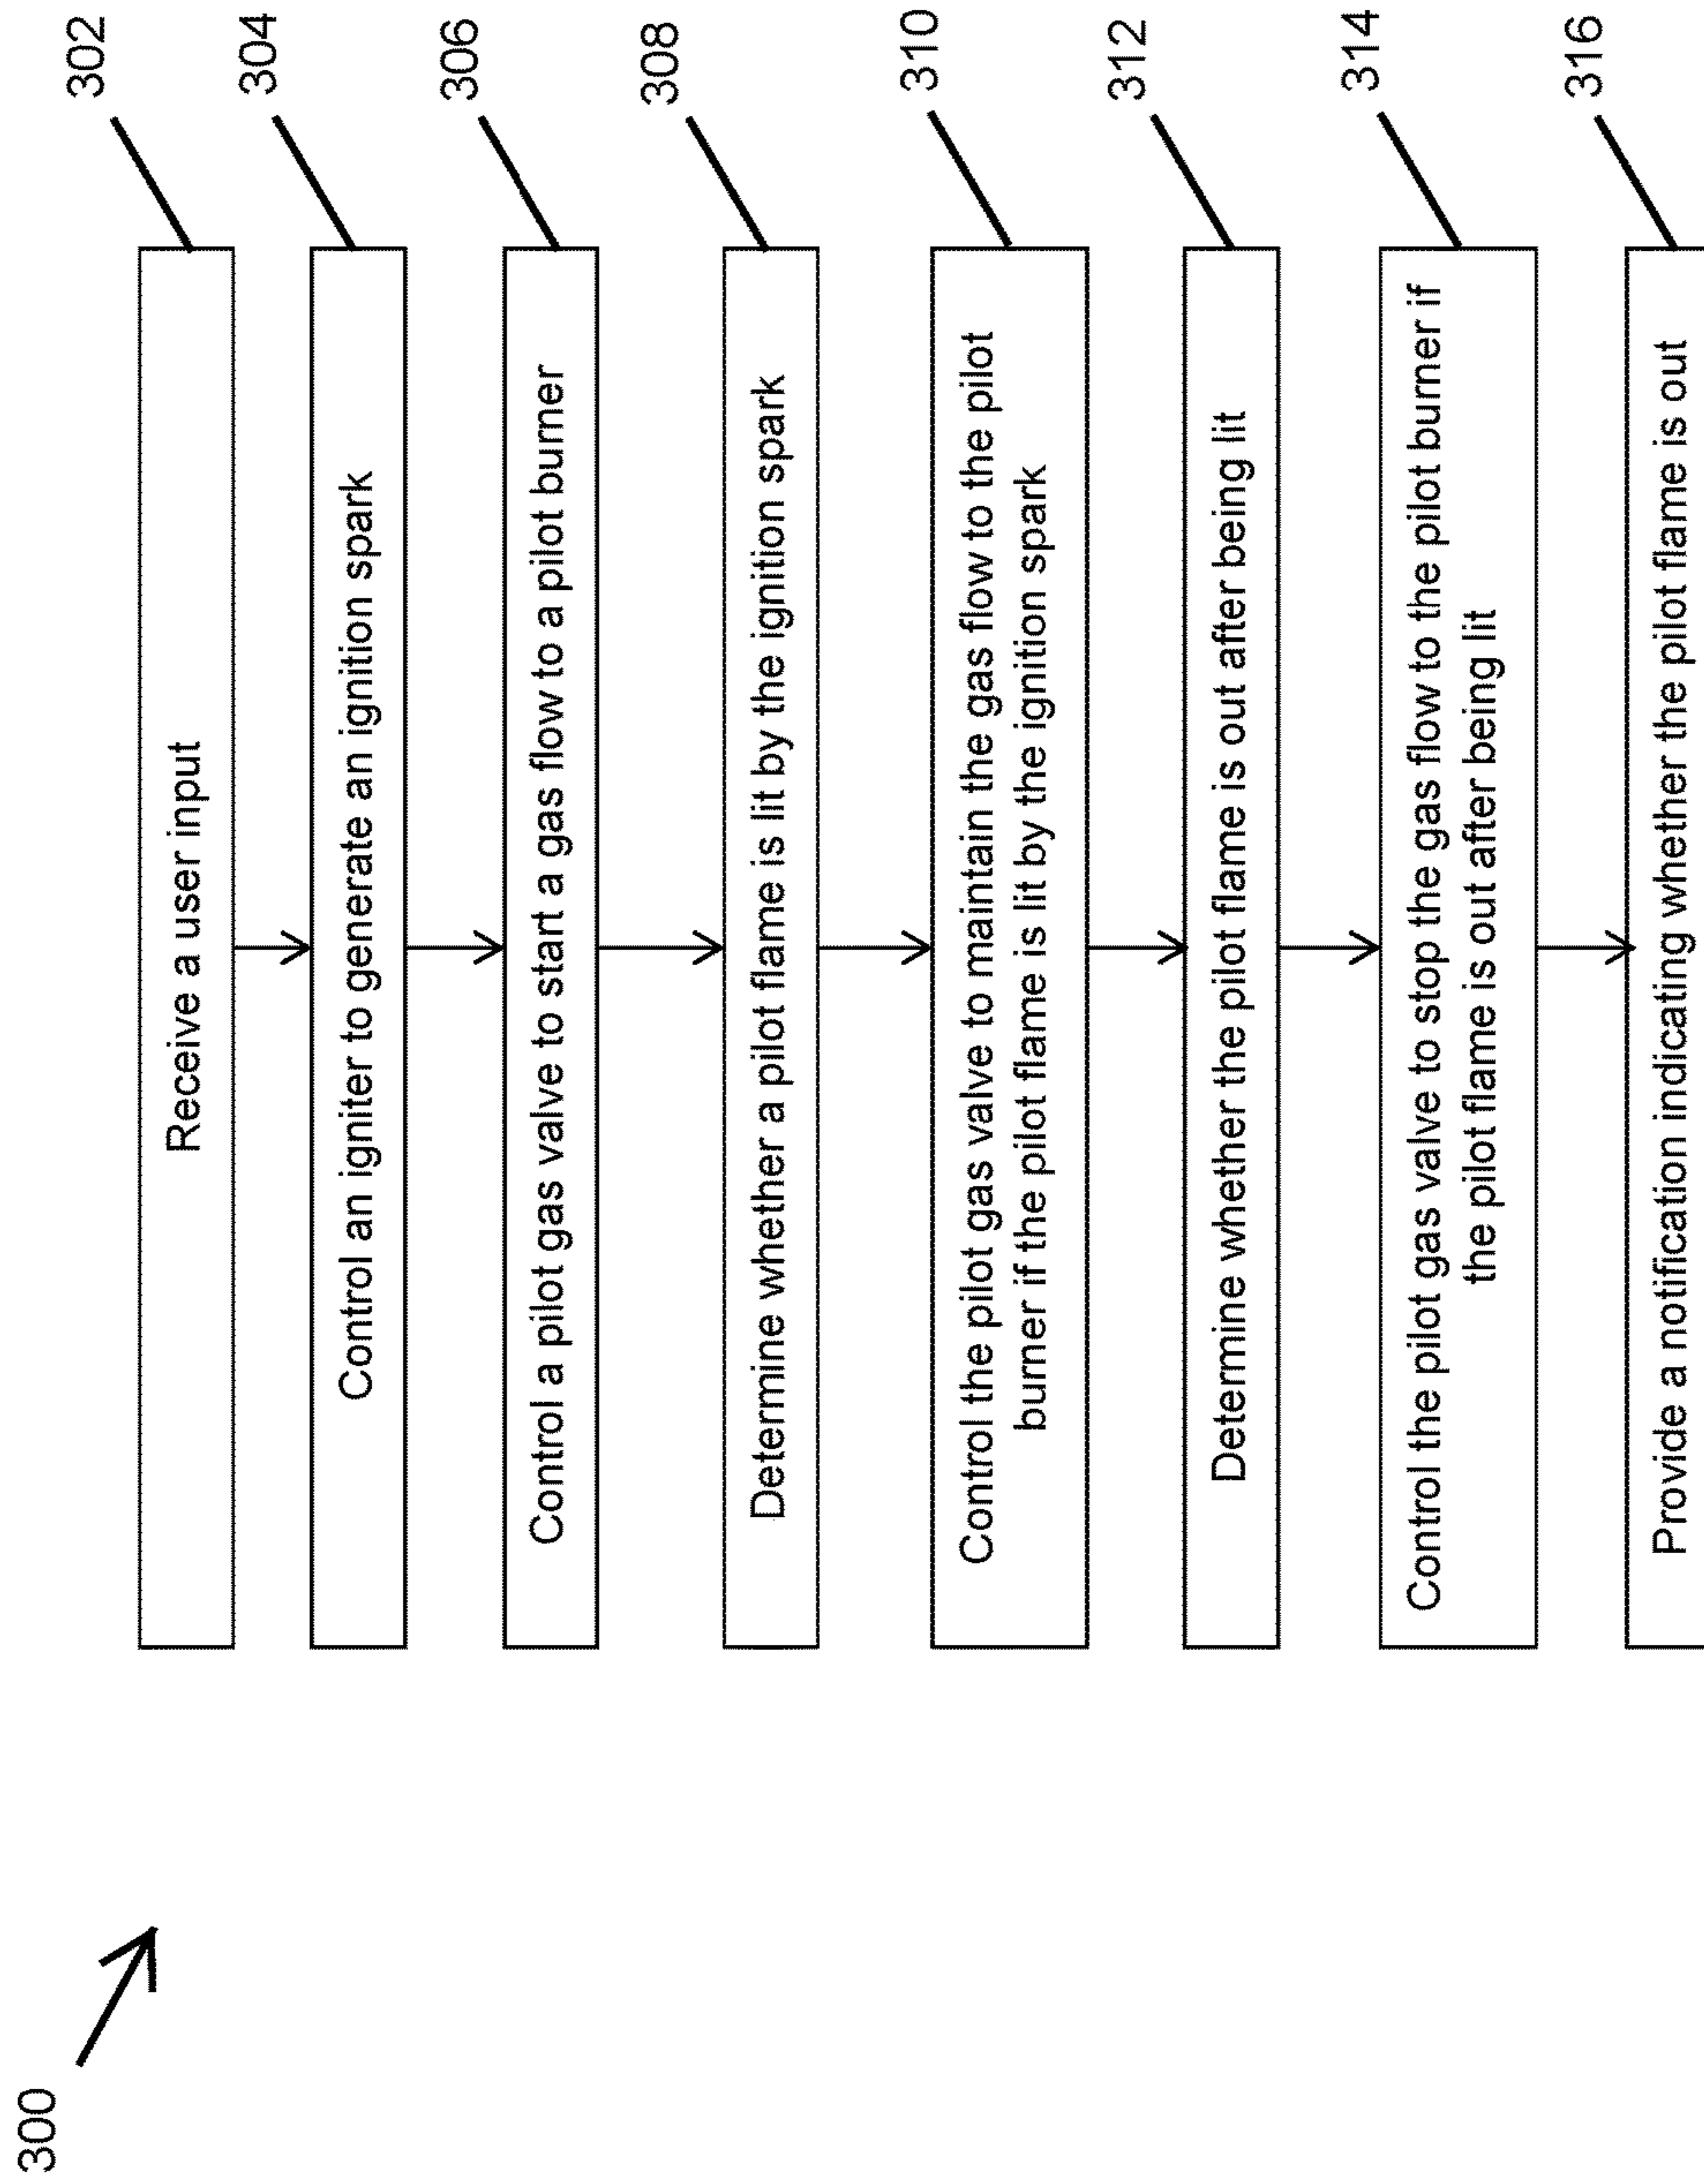 300
Receive a user input
302
Control an igniter to generate an ignition spark
304
Control a pilot gas valve to start a gas flow to a pilot burner
306
Determine whether a pilot flame is lit by the ignition spark
308
Control the pilot gas valve to maintain the gas flow to the pilot
burner if the pilot flame is lit by the ignition spark
310
Determine whether the pilot flame is out after being lit
312
Control the pilot gas valve to stop the gas flow to the pilot burner if
the pilot flame is out after being lit
314
Provide a notification indicating whether the pilot flame is out
316